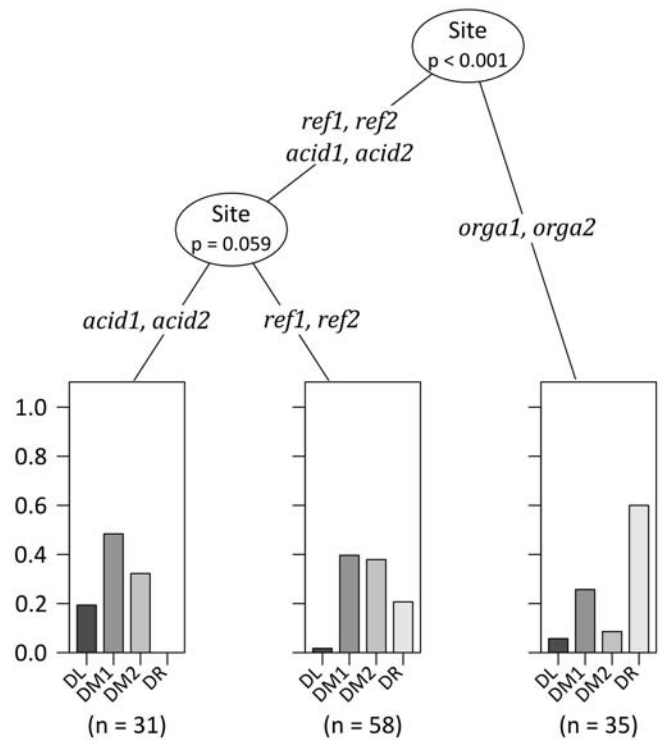 Site
p < 0.001
ref1, ref2
acid1, acid2
Site
p = 0.059
orga1, orga2
acid1, acid2
ref1, ref2
1.0
0.8
0.6
0.4
0.2
0.0
DL
DM1
DM2
DR
DL
DM1
DM2
DR
DL
DM1
DM2
DR
(n = 31)
(n = 58)
(n = 35)